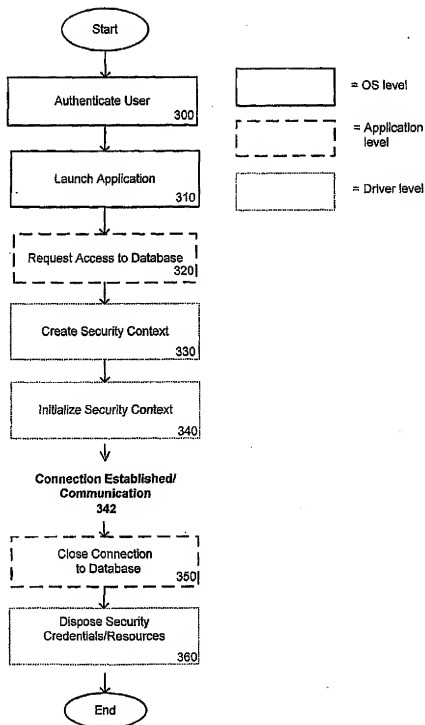 Start
Authenticate User
300
Launch Application
310
Request Access to Database
320
Create Security Context
330
Initialize Security Context
340
Connection Established/
Communication
342
Close Connection
to Database
350
Dispose Security
Credentials/Resources
360
End
= OS level
= Application
level
= Driver level